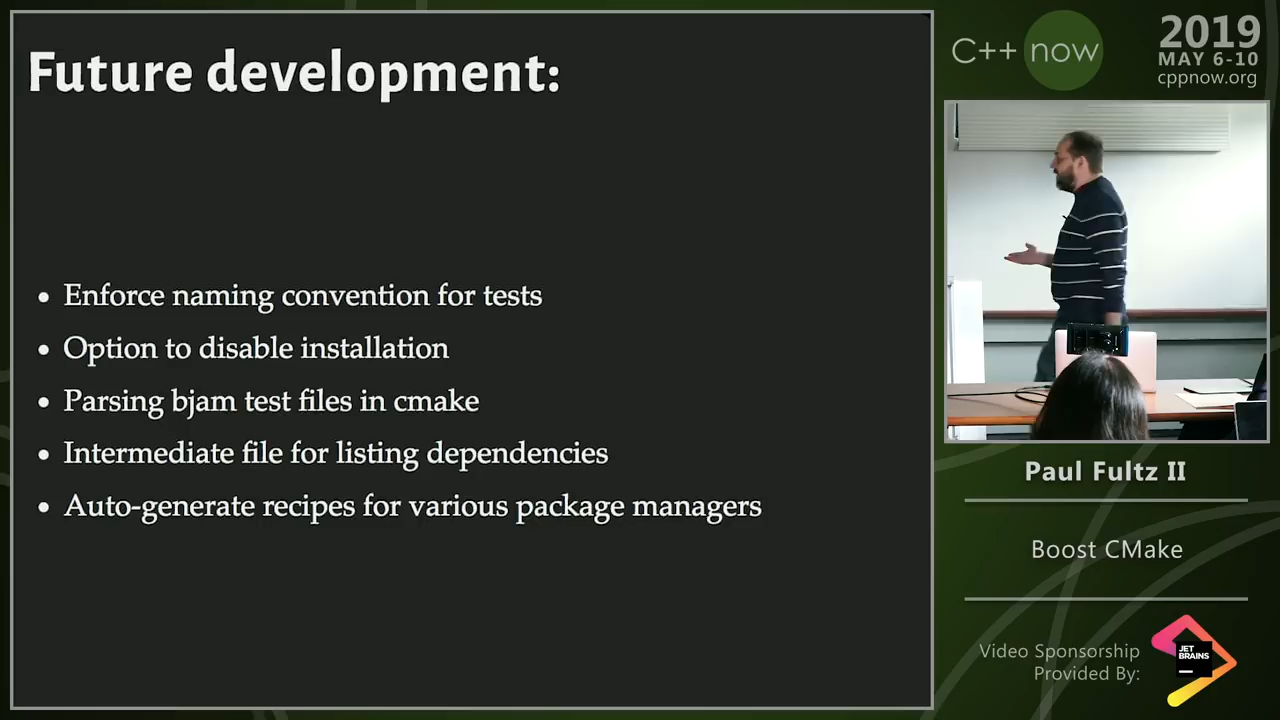 Future development:
• Enforce naming convention for tests
• Option to disable installation
• Parsing bjam test files in cmake
• Intermediate file for listing dependencies
• Auto-generate recipes for various package managers
C++ now
2019
MAY 6-10
cppnow.org
Paul Fultz II
Boost CMake
Video Sponsorship
Provided By:
JET
BRAINS